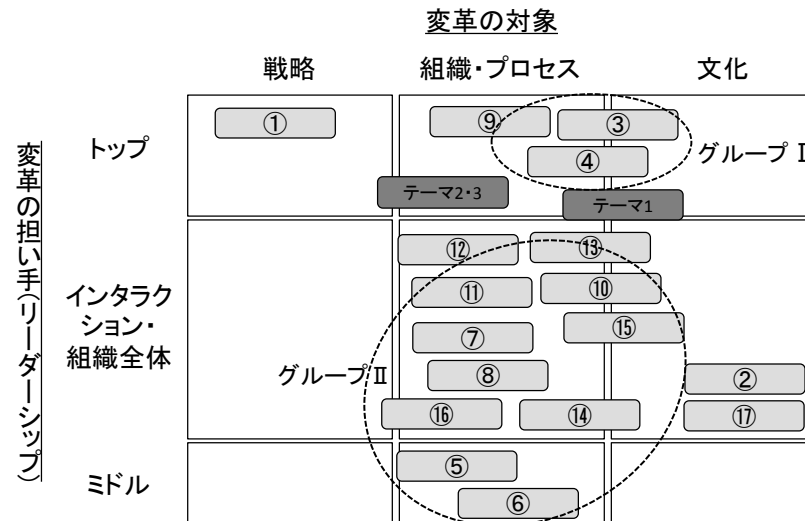 変革の対象
戦略
組織・プロセス
文化
変革の担い手(リーダーシップ)
トップ
①
⑨
③
④
グループⅠ
テーマ2・3
テーマ1
インタラク
ション・
組織全体
⑫
⑬
⑪
⑩
⑮
⑦
グループⅡ
⑧
②
⑯
⑭
⑰
ミドル
⑤
⑥